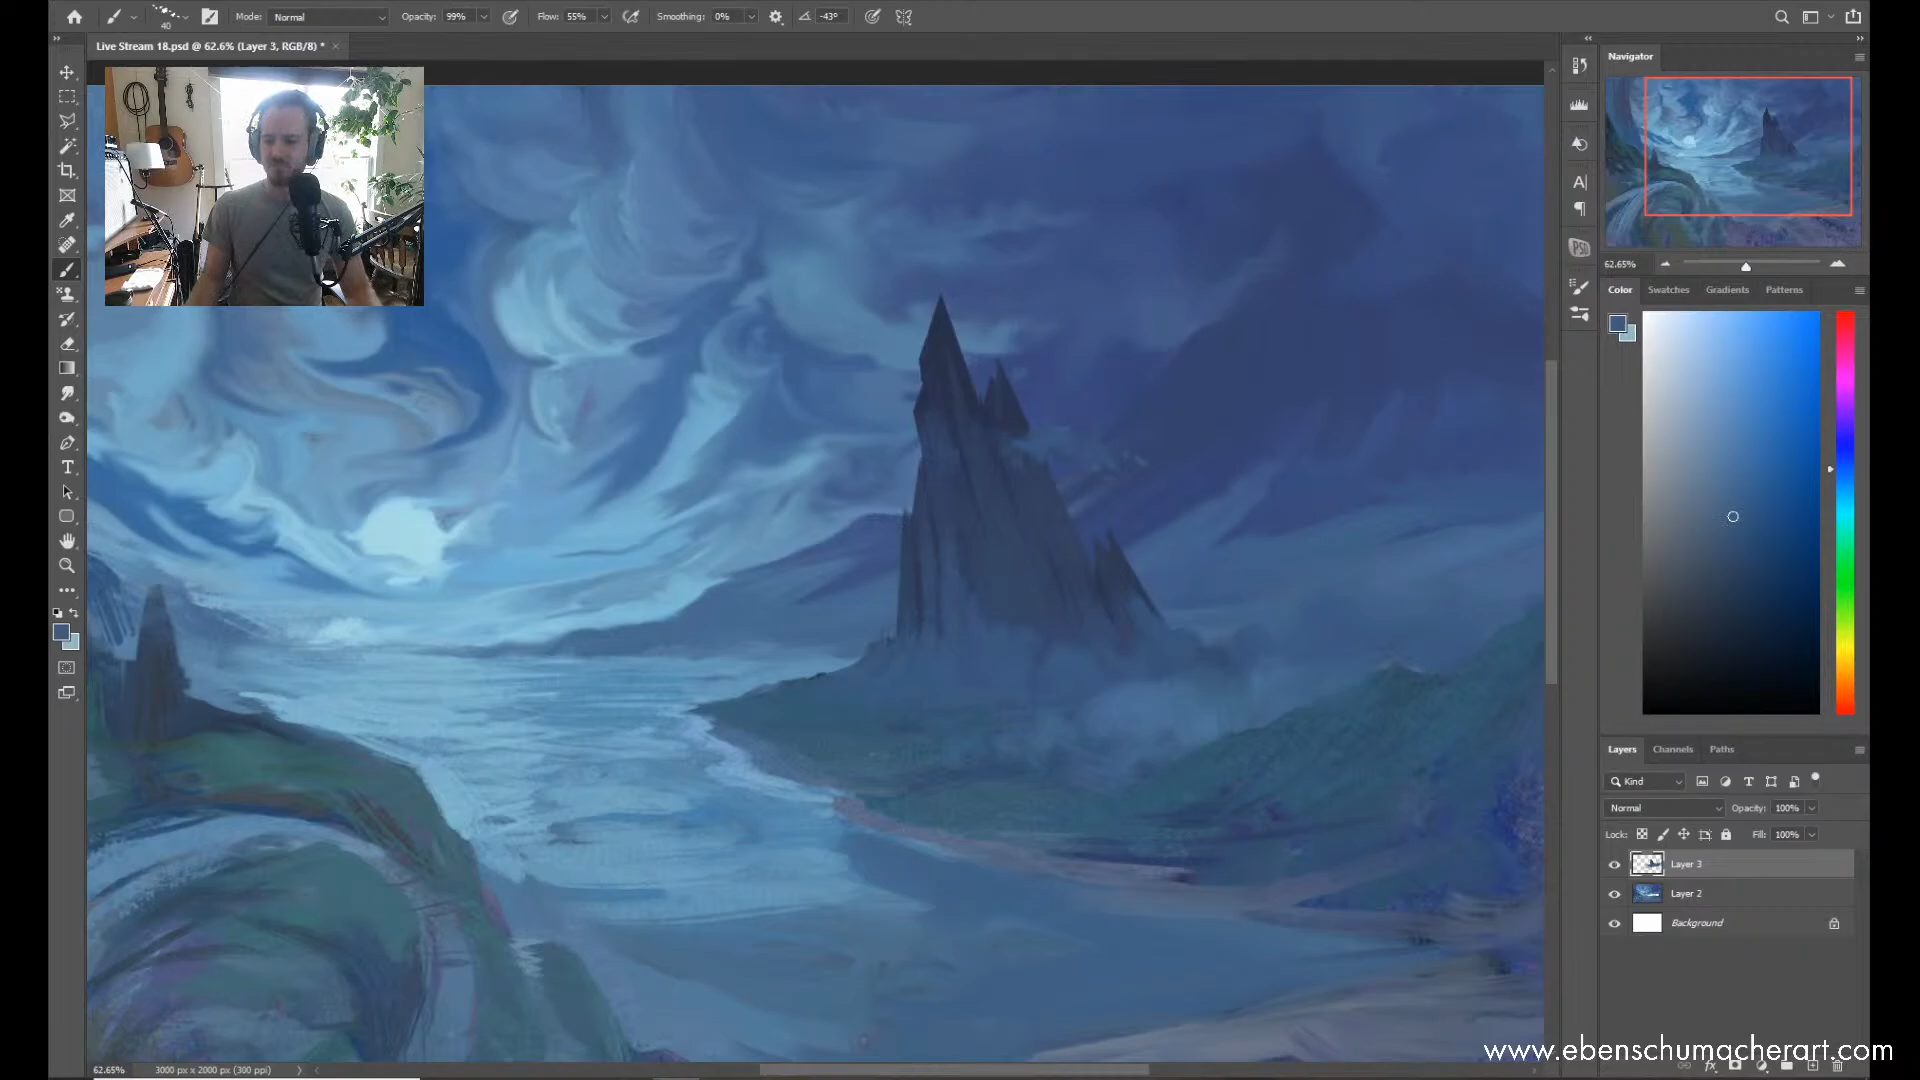 40
Mode: Normal
Opacity: 99%
Flow: 55%
Smoothing: 0%
-43°
Live Stream 18.psd @ 62.6% (Layer 3, RGB/8) *
Navigator
62.65%
Color Swatches Gradients Patterns
Layers Channels Paths
Kind
Normal Opacity: 100%
Lock: Fill: 100%
Layer 3
Layer 2
Background
www.ebenschumacherart.com
62.65% 3000 px x 2000 px (300 ppi)